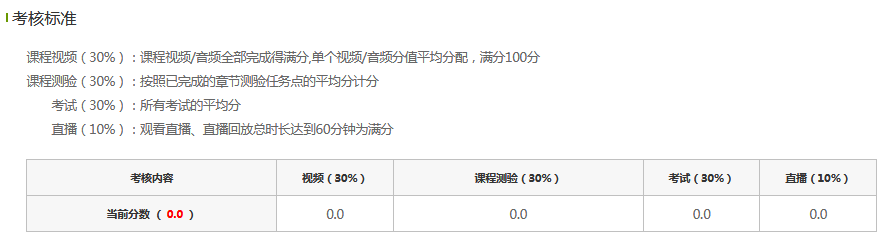 考核标准
课程视频（30%）：课程视频/音频全部完成得满分,单个视频/音频分值平均分配，满分100分
课程测验（30%）：按照已完成的章节测验任务点的平均分计分
考试（30%）：所有考试的平均分
直播（10%）：观看直播、直播回放总时长达到60分钟为满分
考核内容 视频（30%） 课程测验（30%） 考试（30%） 直播（10%）
当前分数（ 0.0 ） 0.0 0.0 0.0 0.0